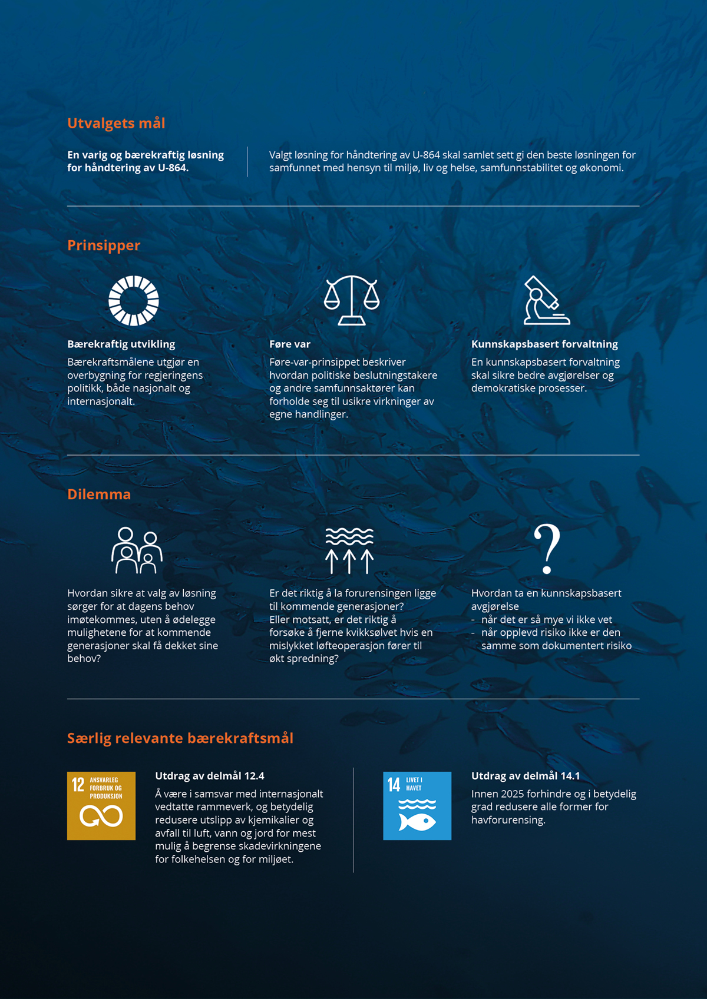 Utvalgets mål
En varig og bærekraftig løsning
for håndtering av U-864.
Valgt løsning for håndtering av U-864 skal samlet sett gi den beste løsningen for
samfunnet med hensyn til miljø, liv og helse, samfunnstabilitet og økonomi.
Prinsipper
Bærekraftig utvikling
Bærekraftsmålene utgjør en
overbygning for regjeringens
politikk, både nasjonalt og
internasjonalt.
Føre var
Føre-var-prinsippet beskriver
hvordan politiske beslutningstakere
og andre samfunnsaktører kan
forholde seg til usikre virkninger av
egne handlinger.
Kunnskapsbasert forvaltning
En kunnskapsbasert forvaltning
skal sikre bedre avgjørelser og
demokratiske prosesser.
Dilemma
Hvordan sikre at valg av løsning
sørger for at dagens behov
imøtekommes, uten å ødelegge
mulighetene for at kommende
generasjoner skal få dekket sine
behov?
Er det riktig å la forurensingen ligge
til kommende generasjoner?
Eller motsatt, er det riktig å
forsøke å fjerne kvikksølvet hvis en
mislykket løfteoperasjon fører til
økt spredning?
?
Hvordan ta en kunnskapsbasert
avgjørelse
- når det er så mye vi ikke vet
- når opplevd risiko ikke er den
samme som dokumentert risiko
Særlig relevante bærekraftsmål
12 ANSVARLEG
FORBRUK OG
PRODUKSJON
Utdrag av delmål 12.4
Å være i samsvar med internasjonalt
vedtatte rammeverk, og betydelig
redusere utslipp av kjemikalier og
avfall til luft, vann og jord for mest
mulig å begrense skadevirkningene
for folkehelsen og for miljøet.
14 LIVET I
HAVET
Utdrag av delmål 14.1
Innen 2025 forhindre og i betydelig
grad redusere alle former for
havforurensing.